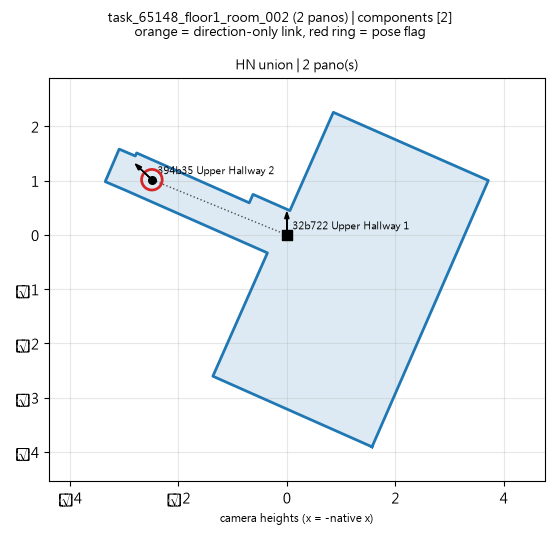 task_65148_floor1_room_002 (2 panos) | components [2]
orange = direction-only link, red ring = pose flag
HN union | 2 pano(s)
394b35 Upper Hallway 2
32b722 Upper Hallway 1
2
1
0
1
2
3
4
4 2 0 2 4
camera heights (x = -native x)